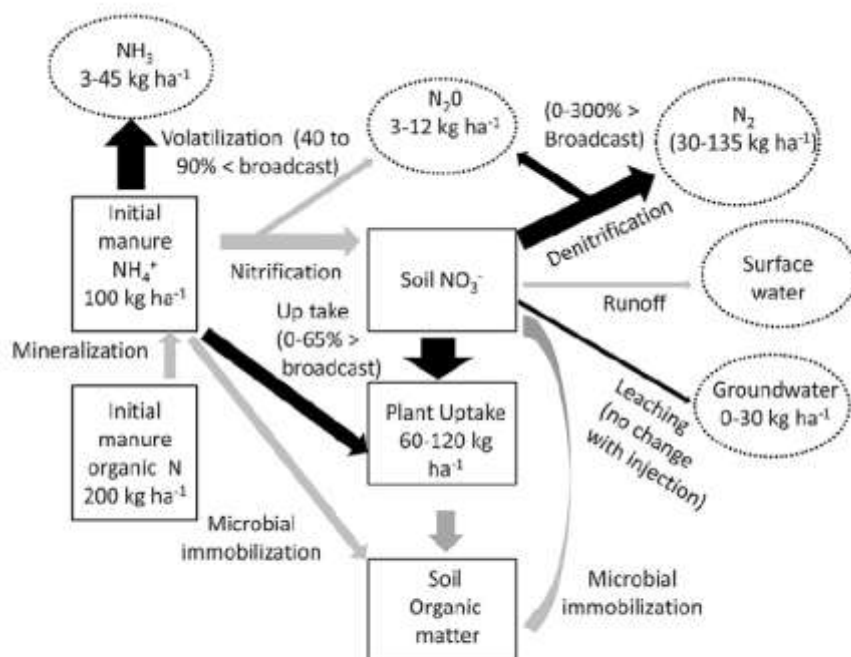 NH₃
3-45 kg ha⁻¹
N₂0
3-12 kg ha⁻¹
(0-300% >
Broadcast)
N₂
(30-135 kg ha⁻¹)
Volatilization (40 to
90% < broadcast)
Initial
manure
NH₄⁺
100 kg ha⁻¹
Nitrification
Soil NO₃⁻
Denitrification
Runoff
Surface
water
Up take
(0-65% >
broadcast)
Mineralization
Initial
manure
organic N
200 kg ha⁻¹
Plant Uptake
60-120 kg
ha⁻¹
Leaching
(no change
with injection)
Groundwater
0-30 kg ha⁻¹
Microbial
immobilization
Soil
Organic
matter
Microbial
immobilization